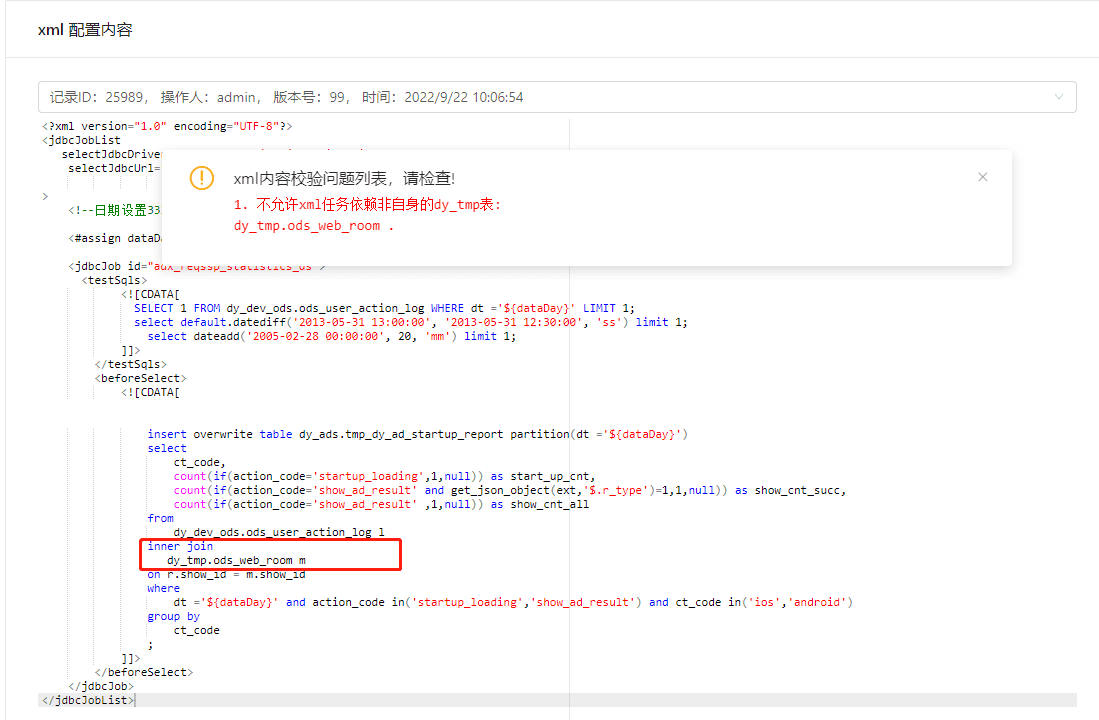 xml 配置内容
记录ID：25989， 操作人：admin， 版本号：99， 时间：2022/9/22 10:06:54
<?xml version="1.0" encoding="UTF-8"?>
<jdbcJobList
selectJdbcDriver
selectJdbcUrl=
>
xml内容校验问题列表，请检查!
1. 不允许xml任务依赖非自身的dy_tmp表:
dy_tmp.ods_web_room .
<!--日期设置33
<#assign dataDa
<jdbcJob id="adx_reqssp_statistics_ds">
<testSqls>
<![CDATA[
SELECT 1 FROM dy_dev_ods.ods_user_action_log WHERE dt ='${dataDay}' LIMIT 1;
select default.datediff('2013-05-31 13:00:00', '2013-05-31 12:30:00', 'ss') limit 1;
select dateadd('2005-02-28 00:00:00', 20, 'mm') limit 1;
]]>
</testSqls>
<beforeSelect>
<![CDATA[
insert overwrite table dy_ads.tmp_dy_ad_startup_report partition(dt ='${dataDay}')
select
ct_code,
count(if(action_code='startup_loading',1,null)) as start_up_cnt,
count(if(action_code='show_ad_result' and get_json_object(ext,'$.r_type')=1,1,null)) as show_cnt_succ,
count(if(action_code='show_ad_result' ,1,null)) as show_cnt_all
from
dy_dev_ods.ods_user_action_log l
inner join
dy_tmp.ods_web_room m
on r.show_id = m.show_id
where
dt ='${dataDay}' and action_code in('startup_loading','show_ad_result') and ct_code in('ios','android')
group by
ct_code
;
]]>
</beforeSelect>
</jdbcJob>
</jdbcJobList>